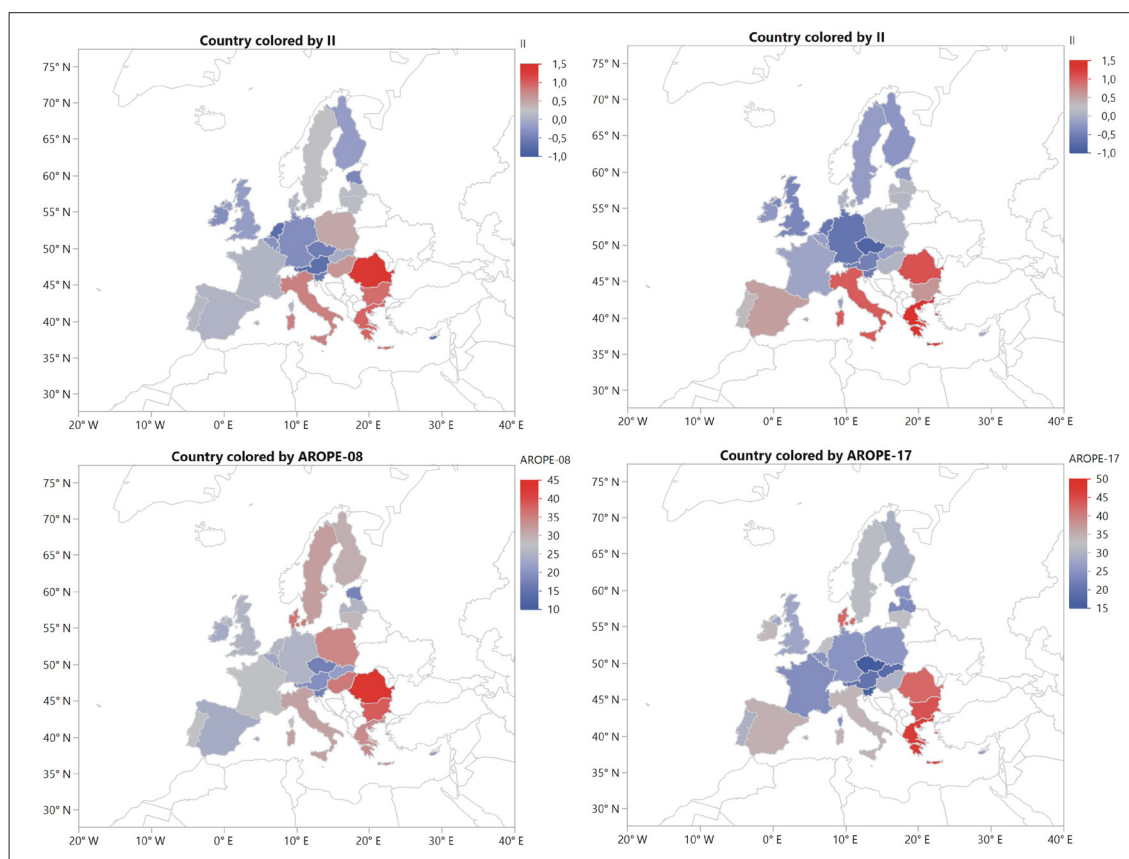 Country colored by II
II
1,5
1,0
0,5
0,0
-0,5
-1,0
75° N
70° N
65° N
60° N
55° N
50° N
45° N
40° N
35° N
30° N
20° W
10° W
0° E
10° E
20° E
30° E
40° E
Country colored by II
II
1,5
1,0
0,5
0,0
-0,5
-1,0
75° N
70° N
65° N
60° N
55° N
50° N
45° N
40° N
35° N
30° N
20° W
10° W
0° E
10° E
20° E
30° E
40° E
Country colored by AROPE-08
AROPE-08
45
40
35
30
25
20
15
10
75° N
70° N
65° N
60° N
55° N
50° N
45° N
40° N
35° N
30° N
20° W
10° W
0° E
10° E
20° E
30° E
40° E
Country colored by AROPE-17
AROPE-17
50
45
40
35
30
25
20
15
75° N
70° N
65° N
60° N
55° N
50° N
45° N
40° N
35° N
30° N
20° W
10° W
0° E
10° E
20° E
30° E
40° E